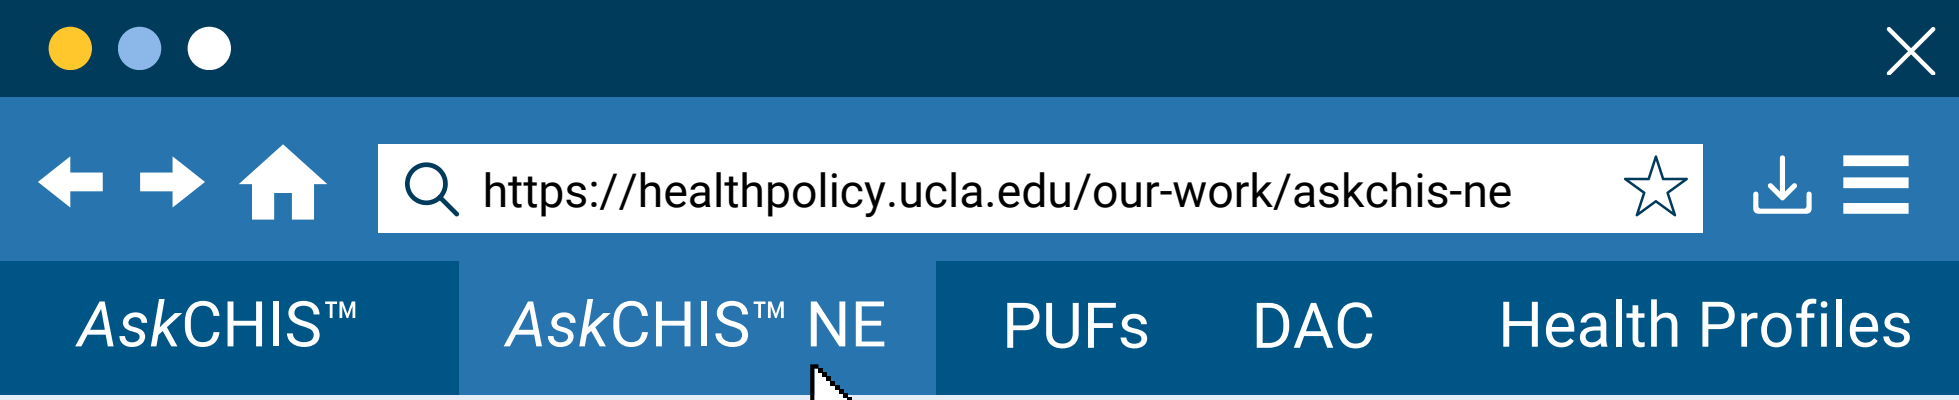 https://healthpolicy.ucla.edu/our-work/askchis-ne
AskCHIS™ AskCHIS™ NE PUFs DAC Health Profiles